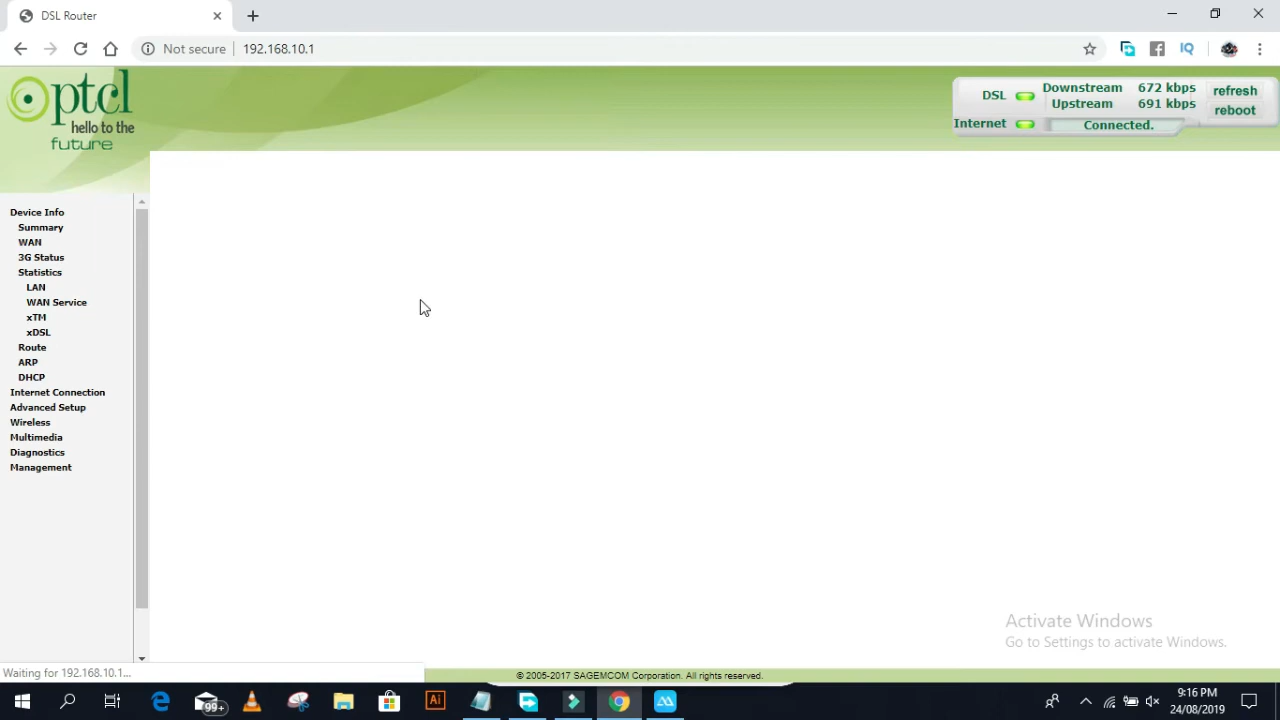 DSL Router
Not secure
192.168.10.1
ptcl
hello to the
future
DSL
Downstream 672 kbps
Upstream 691 kbps
refresh
reboot
Internet
Connected.
Device Info
Summary
WAN
3G Status
Statistics
LAN
WAN Service
xTM
xDSL
Route
ARP
DHCP
Internet Connection
Advanced Setup
Wireless
Multimedia
Diagnostics
Management
Activate Windows
Go to Settings to activate Windows.
Waiting for 192.168.10.1...
© 2005-2017 SAGEMCOM Corporation. All rights reserved.
99+
Ai
9:16 PM
24/08/2019